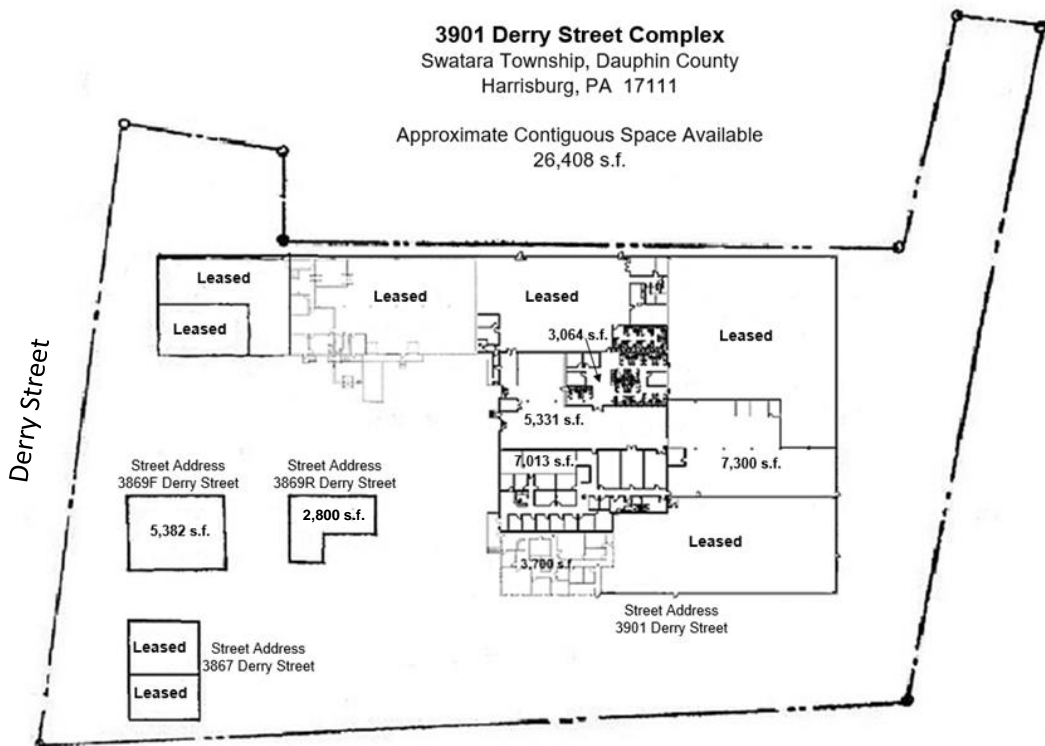 3901 Derry Street Complex
Swatara Township, Dauphin County
Harrisburg, PA 17111
Approximate Contiguous Space Available
26,408 s.f.
Derry Street
Leased
Leased
Leased
Leased
3,064 s.f.
Leased
5,331 s.f.
7,013 s.f.
7,300 s.f.
Street Address
3869F Derry Street
5,382 s.f.
Street Address
3869R Derry Street
2,800 s.f.
Leased
3,700 s.f.
Street Address
3901 Derry Street
Leased
Leased
Street Address
3867 Derry Street